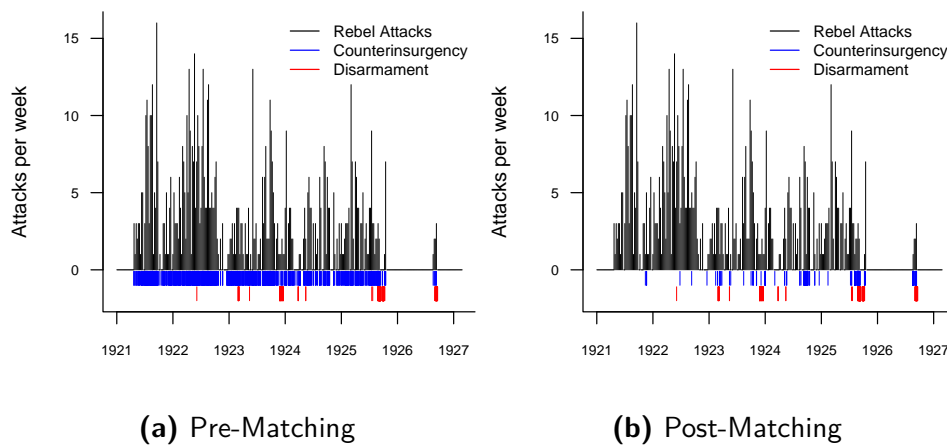 Rebel Attacks
Counterinsurgency
Disarmament
Attacks per week
15
10
5
0
1921 1922 1923 1924 1925 1926 1927
(a) Pre-Matching
Rebel Attacks
Counterinsurgency
Disarmament
Attacks per week
15
10
5
0
1921 1922 1923 1924 1925 1926 1927
(b) Post-Matching